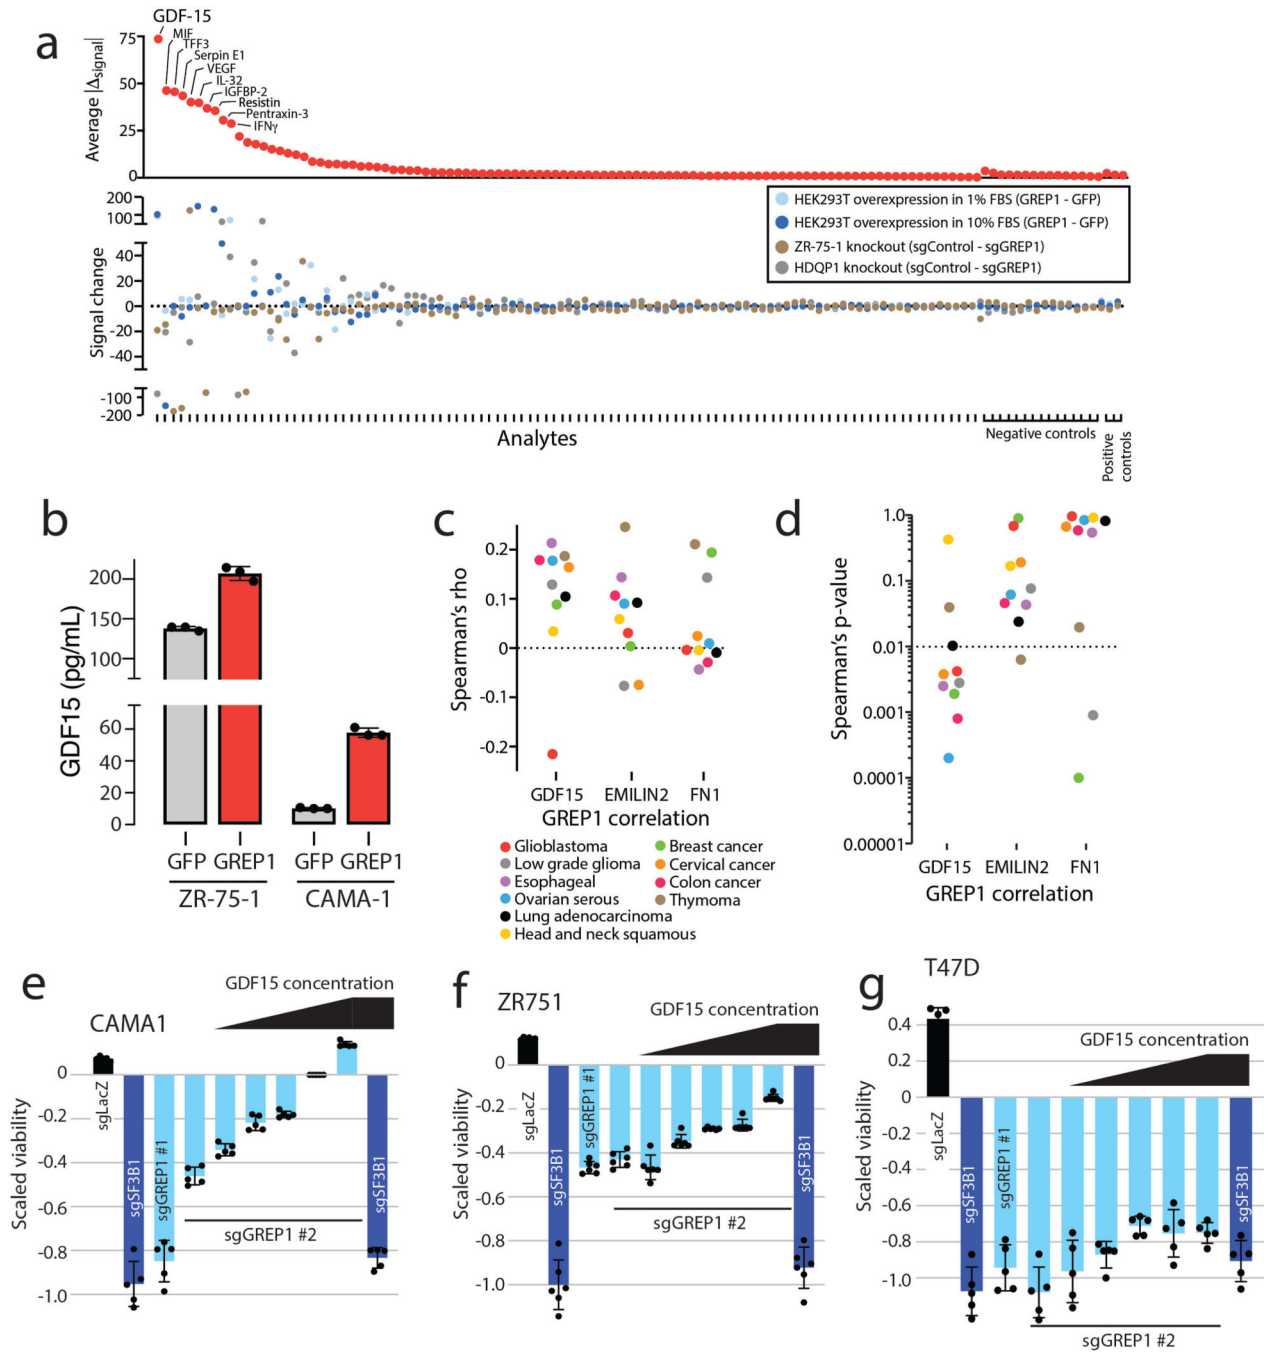 a
GDF-15
MIF
TFF3
Serpin E1
VEGF
IL-32
IGFBP-2
Resistin
Pentraxin-3
IFNγ
Average |Δsignal|
75
50
25
0
200
100
40
20
0
-20
-40
-100
-200
Signal change
HEK293T overexpression in 1% FBS (GREP1 - GFP)
HEK293T overexpression in 10% FBS (GREP1 - GFP)
ZR-75-1 knockout (sgControl - sgGREP1)
HDQP1 knockout (sgControl - sgGREP1)
Analytes
Negative controls
Positive
controls
b
GDF15 (pg/mL)
200
150
100
60
40
20
0
GFP GREP1 GFP GREP1
ZR-75-1 CAMA-1
c
Spearman's rho
0.2
0.1
0
-0.1
-0.2
GDF15 EMILIN2 FN1
GREP1 correlation
Glioblastoma
Low grade glioma
Esophageal
Ovarian serous
Lung adenocarcinoma
Head and neck squamous
Breast cancer
Cervical cancer
Colon cancer
Thymoma
d
Spearman's p-value
1.0
0.1
0.01
0.001
0.0001
0.00001
GDF15 EMILIN2 FN1
GREP1 correlation
e
CAMA1
GDF15 concentration
Scaled viability
0
-0.2
-0.4
-0.6
-0.8
-1.0
sgLacZ
sgSF3B1
sgGREP1 #1
sgGREP1 #2
sgSF3B1
f
ZR751
GDF15 concentration
Scaled viability
0
-0.2
-0.4
-0.6
-0.8
-1.0
sgLacZ
sgSF3B1
sgGREP1 #1
sgGREP1 #2
sgSF3B1
g
T47D
GDF15 concentration
Scaled viability
0.4
0.2
0
-0.2
-0.4
-0.6
-0.8
-1.0
sgLacZ
sgSF3B1
sgGREP1 #1
sgGREP1 #2
sgSF3B1